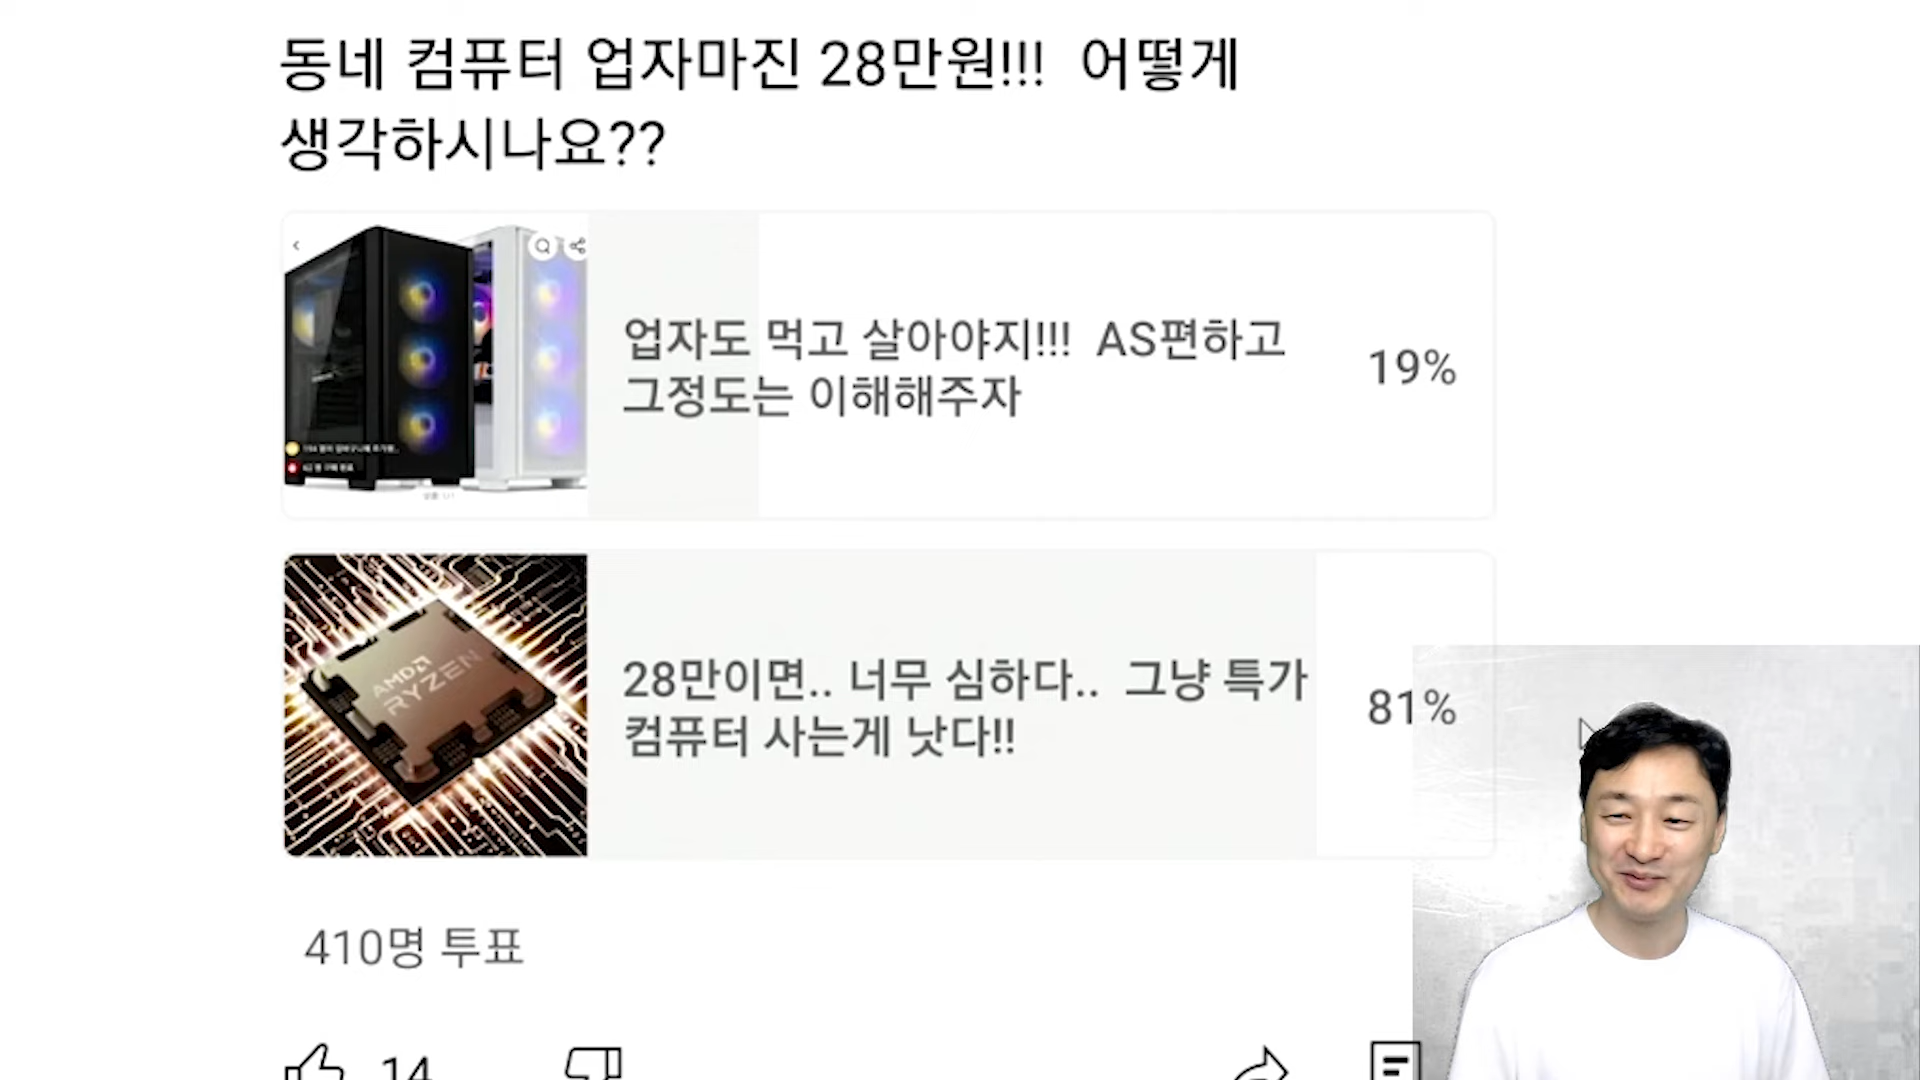 동네 컴퓨터 업자마진 28만원!!! 어떻게
생각하시나요??
업자도 먹고 살아야지!!! AS편하고
그정도는 이해해주자
19%
AMD
RYZEN
28만이면.. 너무 심하다.. 그냥 특가
컴퓨터 사는게 낫다!!
81%
410명 투표
14